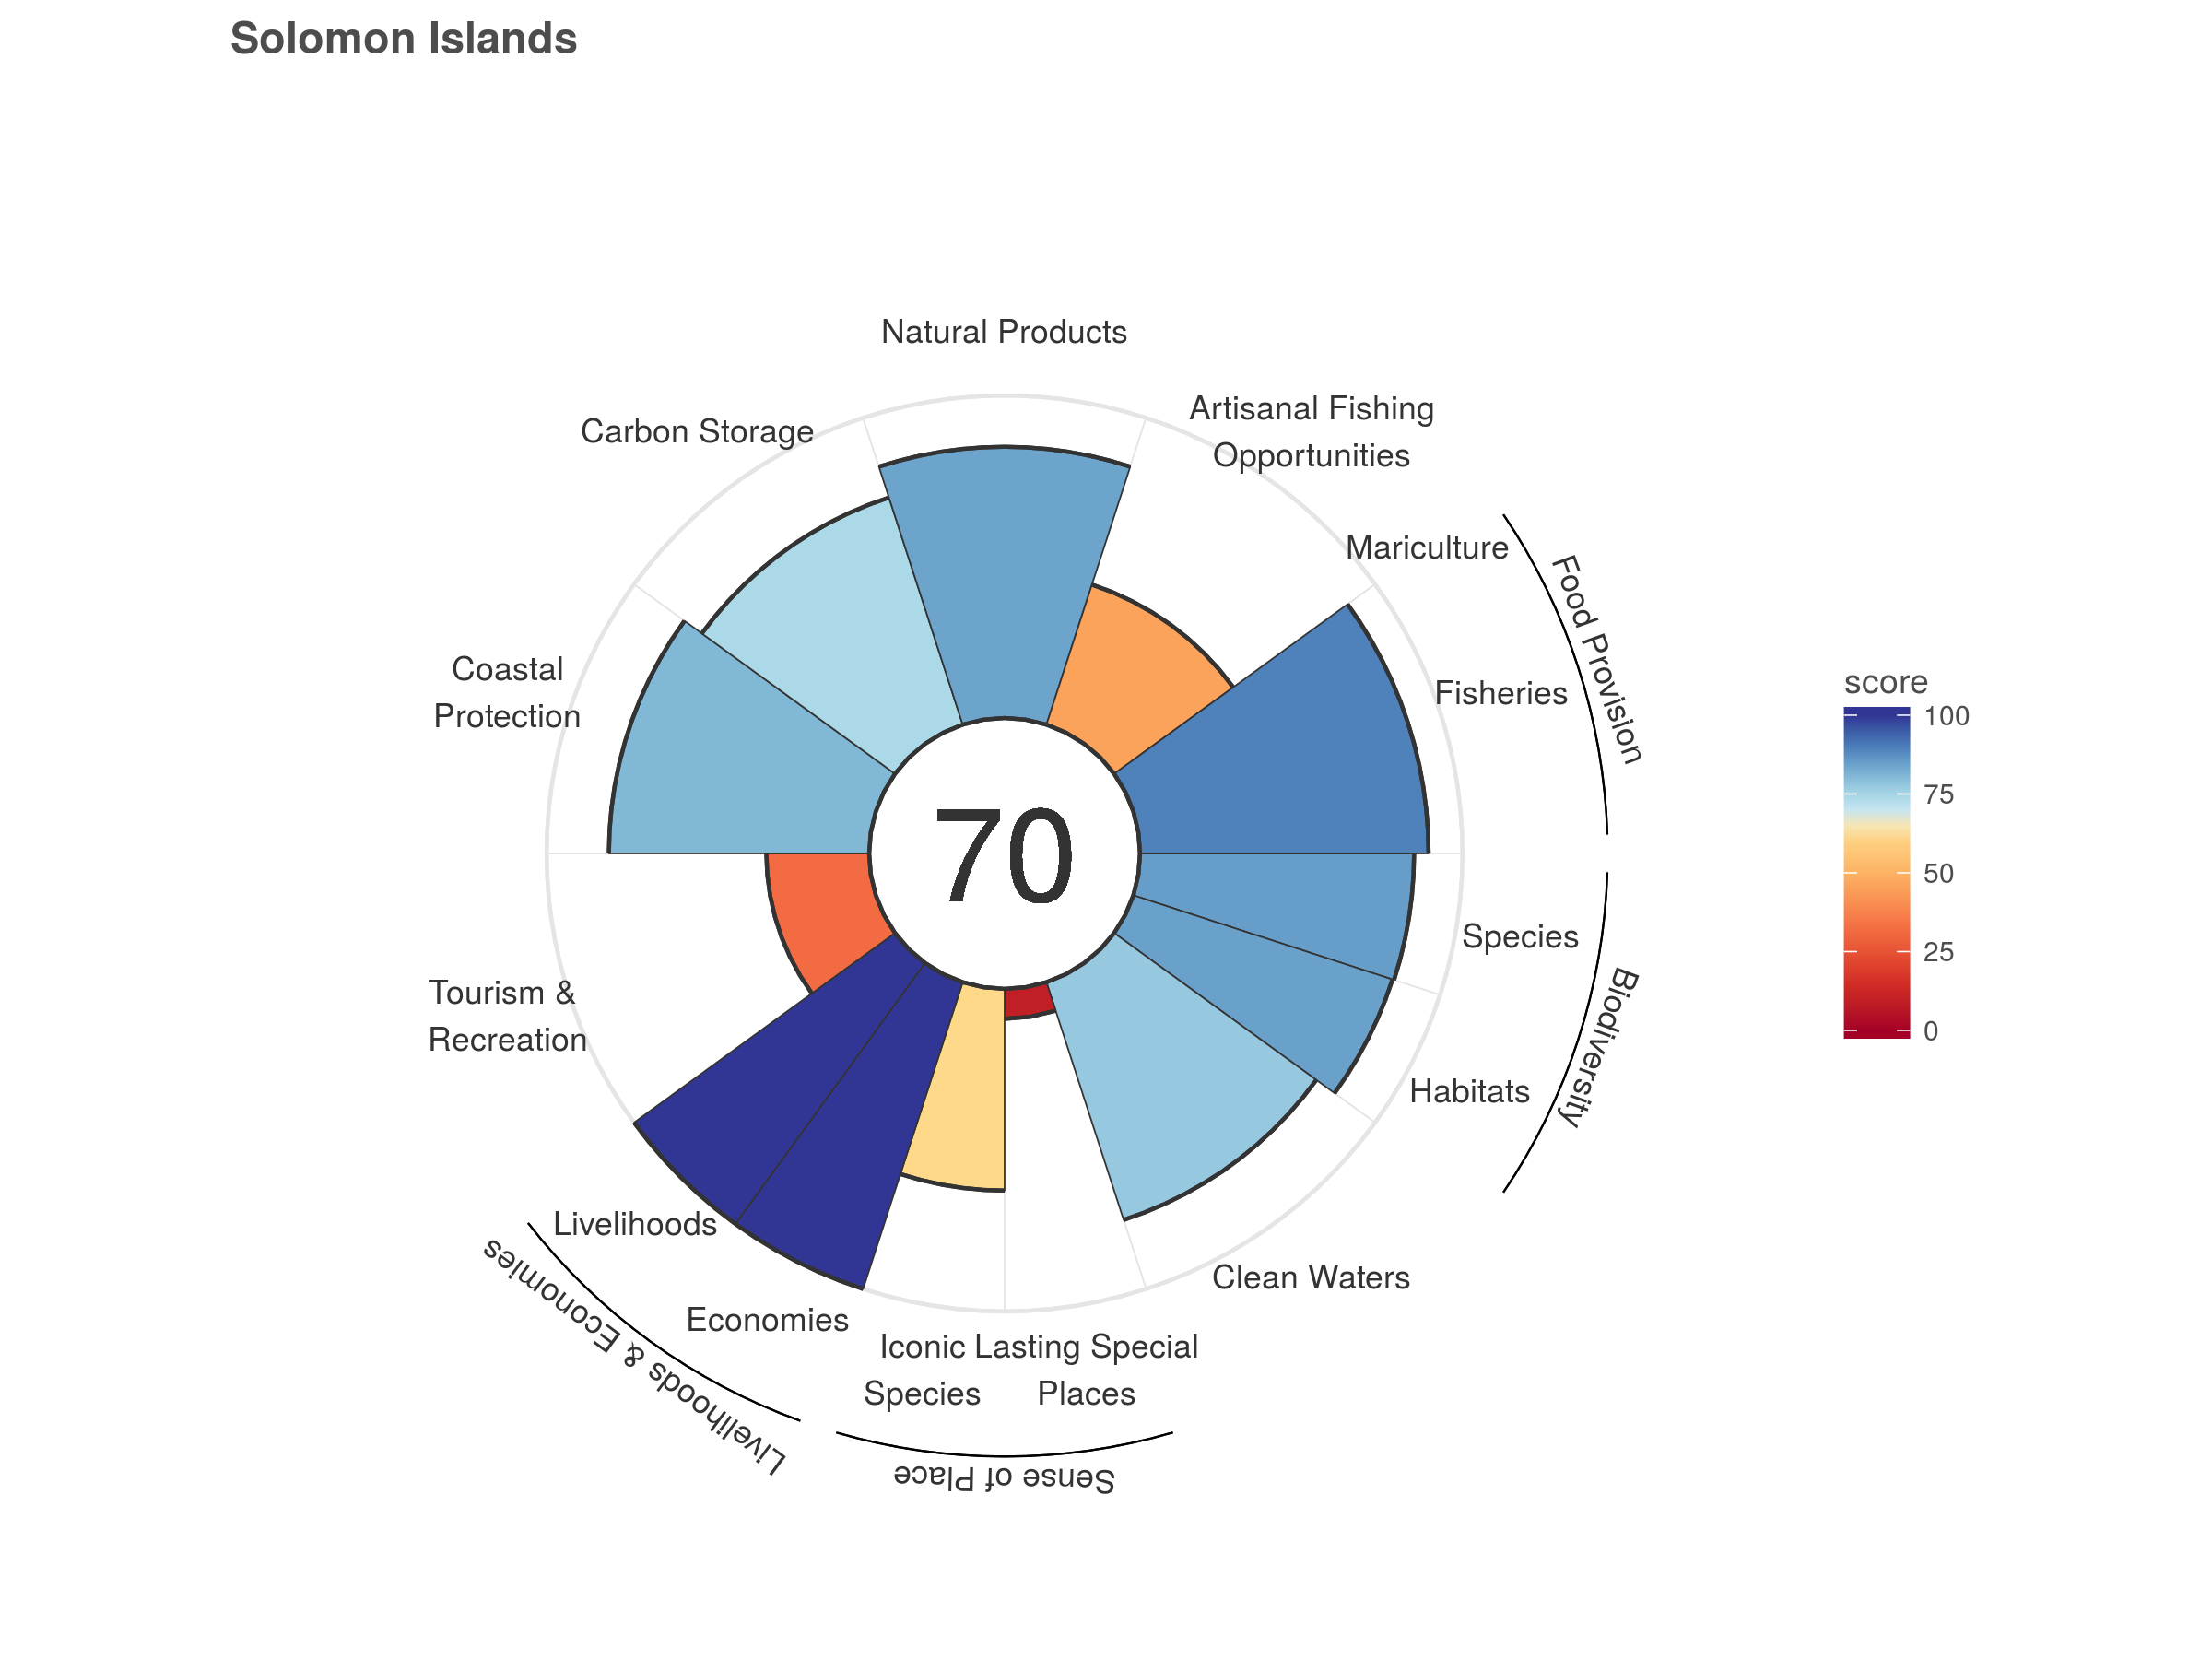 Solomon Islands
Natural Products
Artisanal Fishing
Opportunities
Carbon Storage
Mariculture
Food Provision
Fisheries
Coastal
Protection
score
100
75
50
25
0
70
Species
Biodiversity
Habitats
Tourism &
Recreation
Livelihoods
Clean Waters
Economies
Livelihoods & Economies
Iconic
Species
Lasting Special
Places
Sense of Place